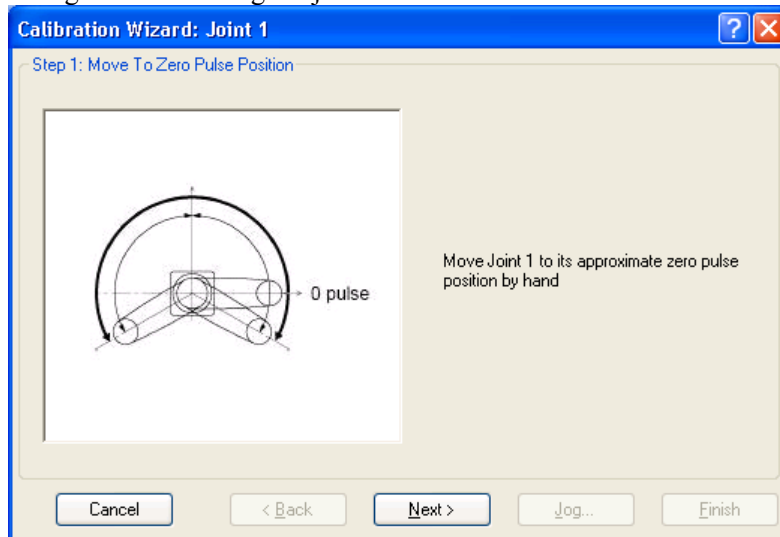 Calibration Wizard: Joint 1
Step 1: Move To Zero Pulse Position
0 pulse
Move Joint 1 to its approximate zero pulse
position by hand
Cancel
< Back
Next >
Jog...
Finish